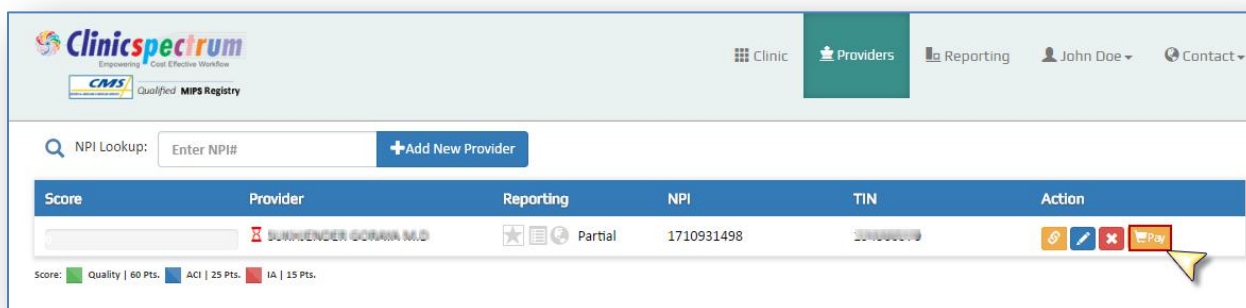 Clinicspectrum
Empowering Cost Effective Workflow
CMS Qualified MIPS Registry
Clinic Providers Reporting John Doe Contact
NPI Lookup: Enter NPI# Add New Provider
Score Provider Reporting NPI TIN Action
M.D Partial 1710931498 Pay
Score: Quality | 60 Pts. ACI | 25 Pts. IA | 15 Pts.